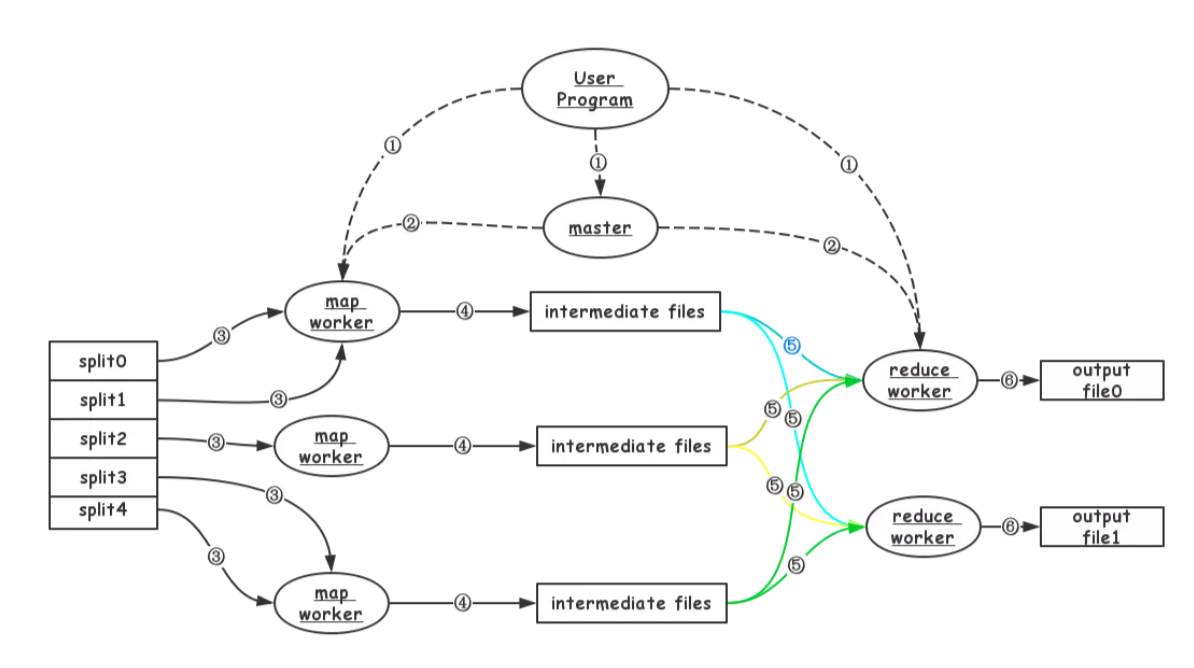 User
Program
①
①
①
master
②
②
map
worker
④
intermediate files
③
⑤
split0
reduce
worker
⑥
output
file0
split1
③
⑤
⑤
split2
③
map
worker
④
intermediate files
split3
③
⑤
⑤
split4
reduce
worker
⑥
output
file1
③
⑤
map
worker
④
intermediate files